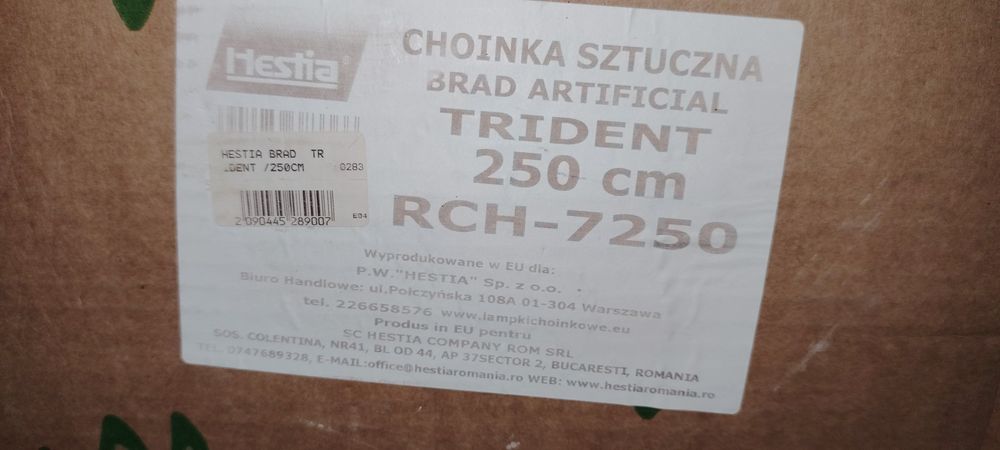 Hestia®
CHOINKA SZTUCZNA
BRAD ARTIFICIAL
TRIDENT
250 cm
RCH-7250
HESTIA BRAD TR
IDENT /250CM 0283
2 090445 289007 E04
Wyprodukowane w EU dla:
P.W."HESTIA" Sp. z o.o.
Biuro Handlowe: ul.Połczyńska 108A 01-304 Warszawa
tel. 226658576 www.lampkichoinkowe.eu
Produs in EU pentru
SC HESTIA COMPANY ROM SRL
SOS. COLENTINA, NR41, BL OD 44, AP 37SECTOR 2, BUCARESTI, ROMANIA
TEL. 0747689328, E-MAIL:office@hestiaromania.ro WEB: www.hestiaromania.ro